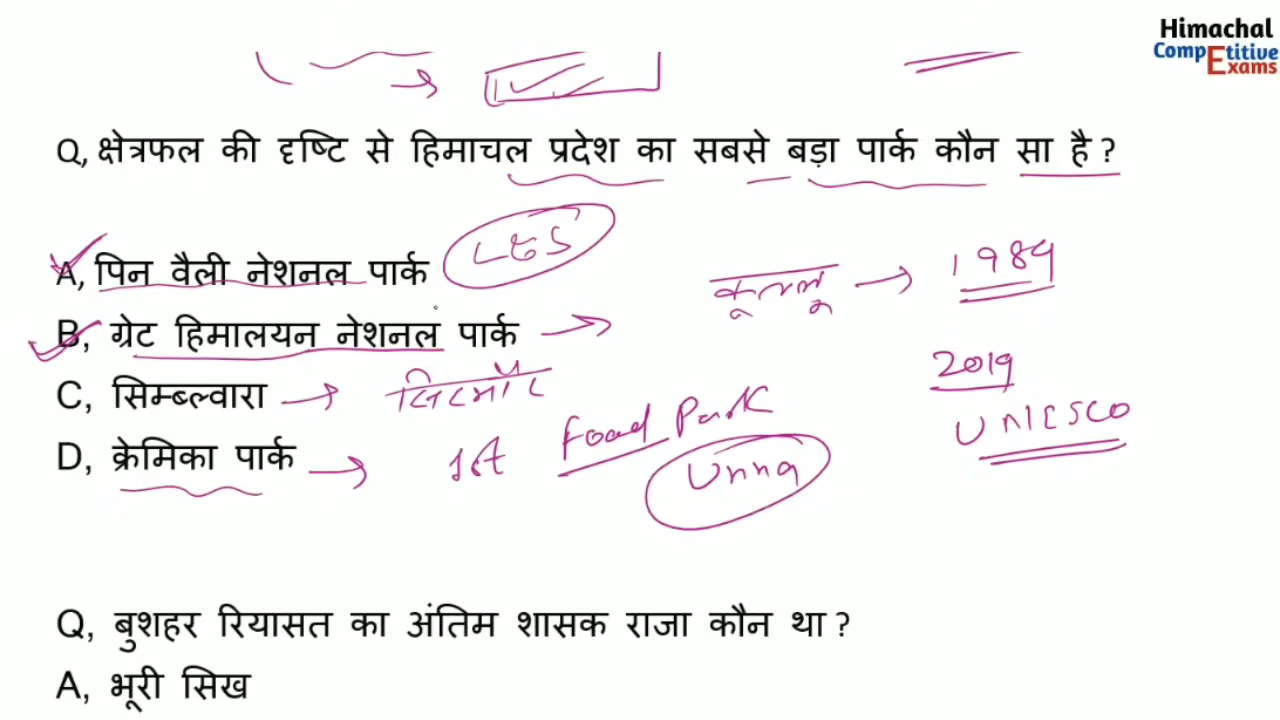 Himachal
CompEtitive
Exams
Q, क्षेत्रफल की दृष्टि से हिमाचल प्रदेश का सबसे बड़ा पार्क कौन सा है ?
A, पिन वैली नेशनल पार्क L&S
कुल्लू → 1984
B, ग्रेट हिमालयन नेशनल पार्क →
2019
C, सिम्ब्ल्वारा → सिरमौर
UNESCO
D, क्रेमिका पार्क → 1st Food Park
Unna
Q, बुशहर रियासत का अंतिम शासक राजा कौन था ?
A, भूरी सिख